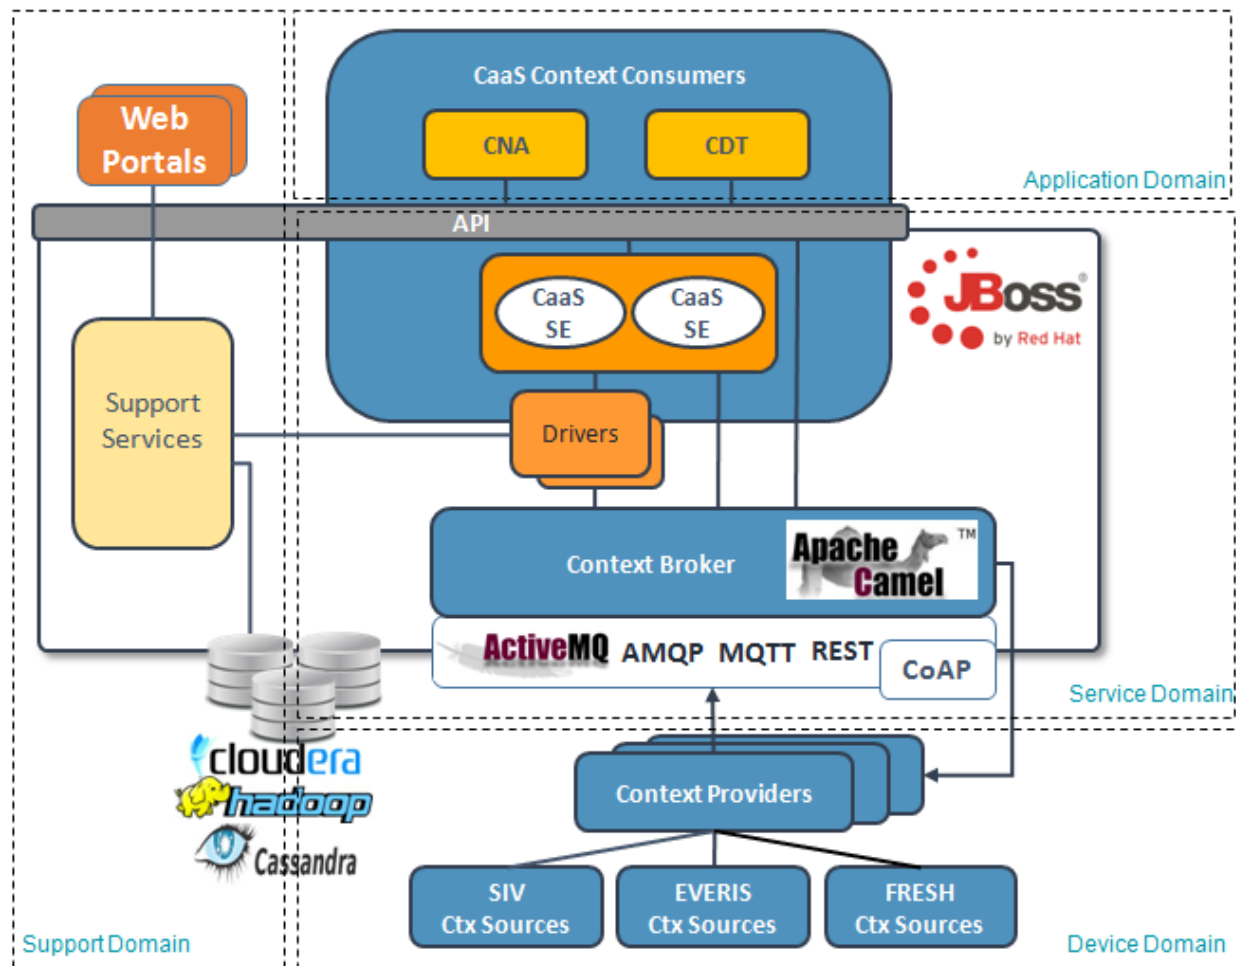 CaaS Context Consumers
Web
Portals
CNA
CDT
Application Domain
API
CaaS
SE
CaaS
SE
JBoss®
by Red Hat
Support
Services
Drivers
Context Broker
Apache
Camel
TM
ActiveMQ AMQP MQTT REST
CoAP
Service Domain
cloudera
hadoop
Cassandra
Context Providers
SIV
Ctx Sources
EVERIS
Ctx Sources
FRESH
Ctx Sources
Support Domain
Device Domain